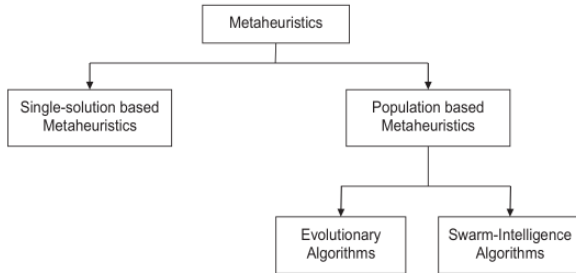 Metaheuristics
Single-solution based
Metaheuristics
Population based
Metaheuristics
Evolutionary
Algorithms
Swarm-Intelligence
Algorithms